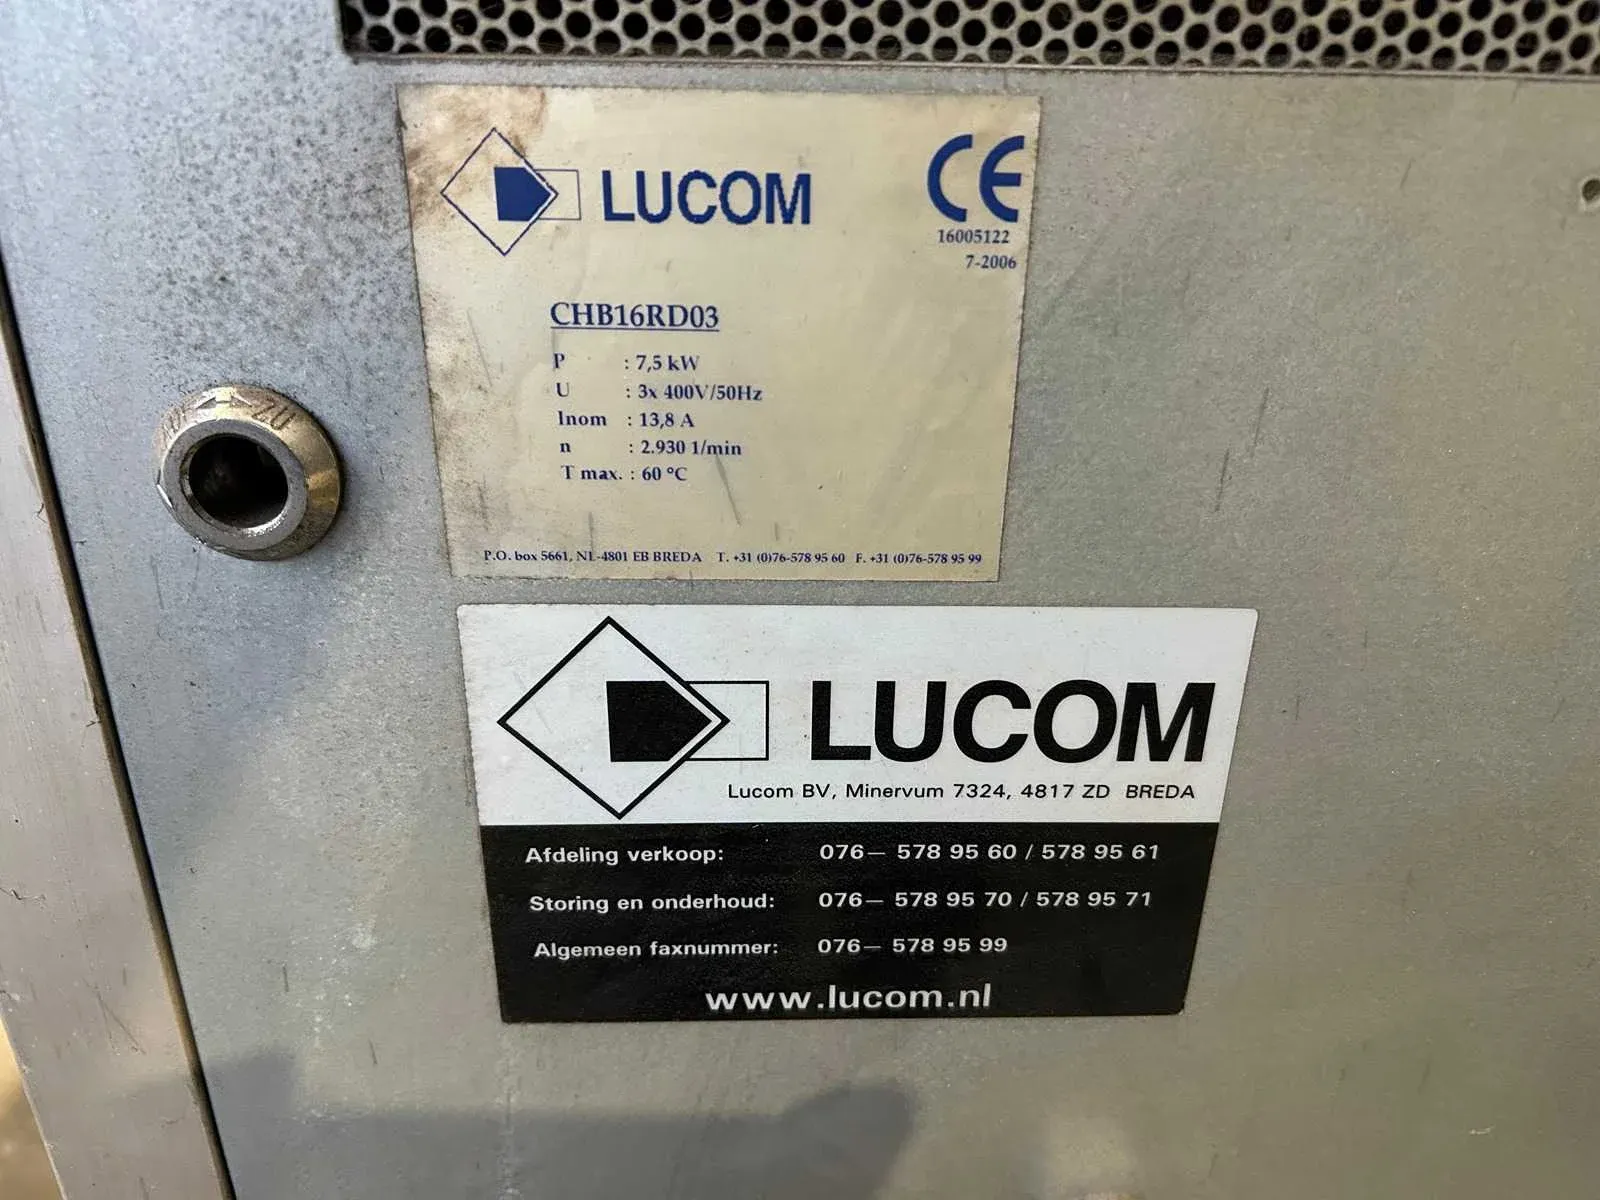 LUCOM
CE
16005122
7-2006
CHB16RD03
P : 7,5 kW
U : 3x 400V/50Hz
Inom : 13,8 A
n : 2.930 1/min
T max. : 60 °C
P.O. box 5661, NL-4801 EB BREDA T. +31 (0)76-578 95 60 F. +31 (0)76-578 95 99
ZU
LUCOM
Lucom BV, Minervum 7324, 4817 ZD BREDA
Afdeling verkoop: 076— 578 95 60 / 578 95 61
Storing en onderhoud: 076— 578 95 70 / 578 95 71
Algemeen faxnummer: 076— 578 95 99
www.lucom.nl